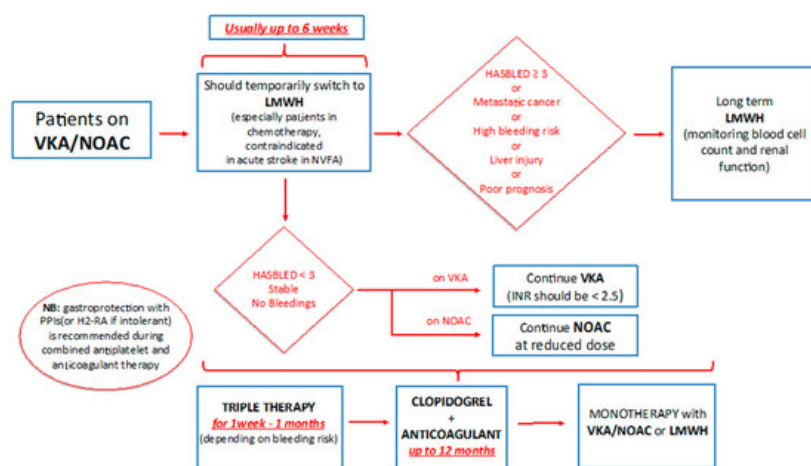 Usually up to 6 weeks
Patients on
VKA/NOAC
Should temporarily switch to
LMWH
(especially patients in
chemotherapy,
contraindicated
in acute stroke in NVFA)
HASBLED ≥ 3
or
Metastatic cancer
or
High bleeding risk
or
Liver injury
or
Poor prognosis
Long term
LMWH
(monitoring blood cell
count and renal
function)
HASBLED < 3
Stable
No Bleedings
on VKA
Continue VKA
(INR should be < 2.5)
on NOAC
Continue NOAC
at reduced dose
NB: gastroprotection with
PPIs(or H2-RA if intolerant)
is recommended during
combined antiplatelet and
anticoagulant therapy
TRIPLE THERAPY
for 1week - 1 months
(depending on bleeding risk)
CLOPIDOGREL
+
ANTICOAGULANT
up to 12 months
MONOTHERAPY with
VKA/NOAC or LMWH